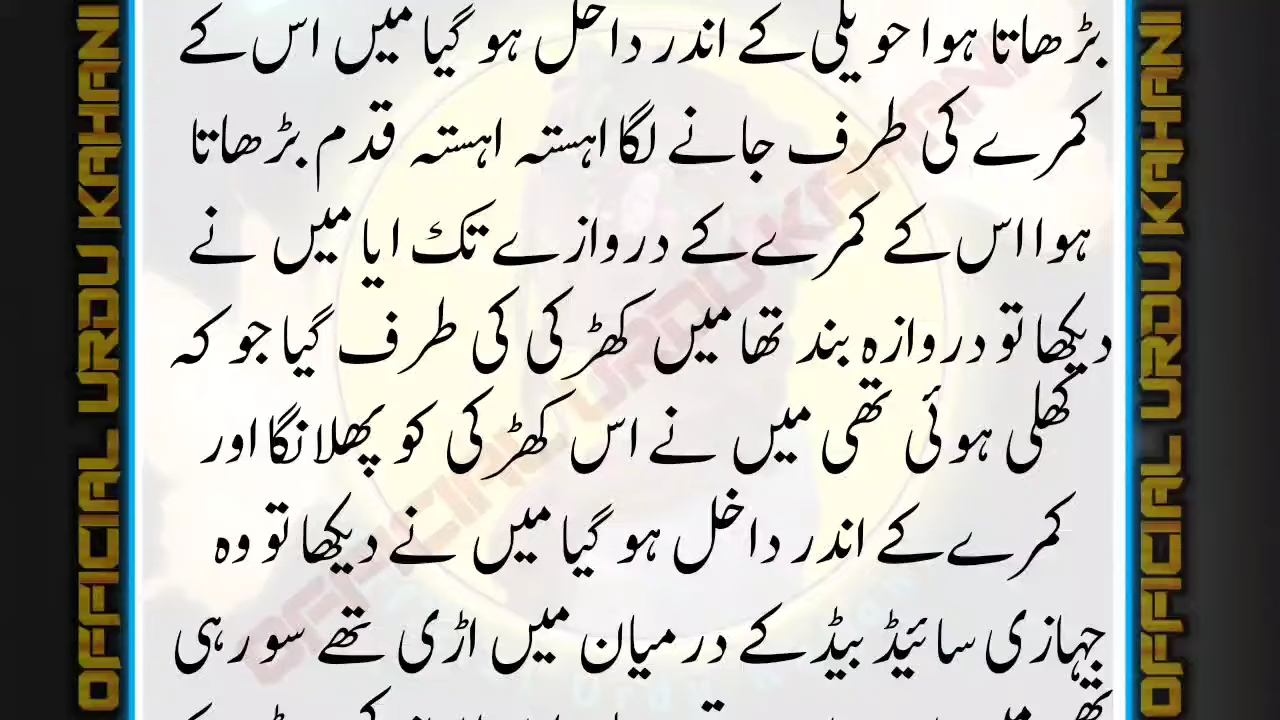 OFFICIAL URDU KAHANI
بڑھاتا ہوا حویلی کے اندر داخل ہو گیا میں اس کے
کمرے کی طرف جانے لگا اہستہ اہستہ قدم بڑھاتا
ہوا اس کے کمرے کے دروازے تک ایا میں نے
دیکھا تو دروازہ بند تھا میں کھڑکی کی طرف گیا جو کہ
کھلی ہوئی تھی میں نے اس کھڑکی کو پھلانگا اور
کمرے کے اندر داخل ہو گیا میں نے دیکھا تو وہ
جہازی سائیڈ بیڈ کے درمیان میں اڑی تھے سو رہی
OFFICIAL URDU KAHANI
OFFICIAL URDU KAHANI